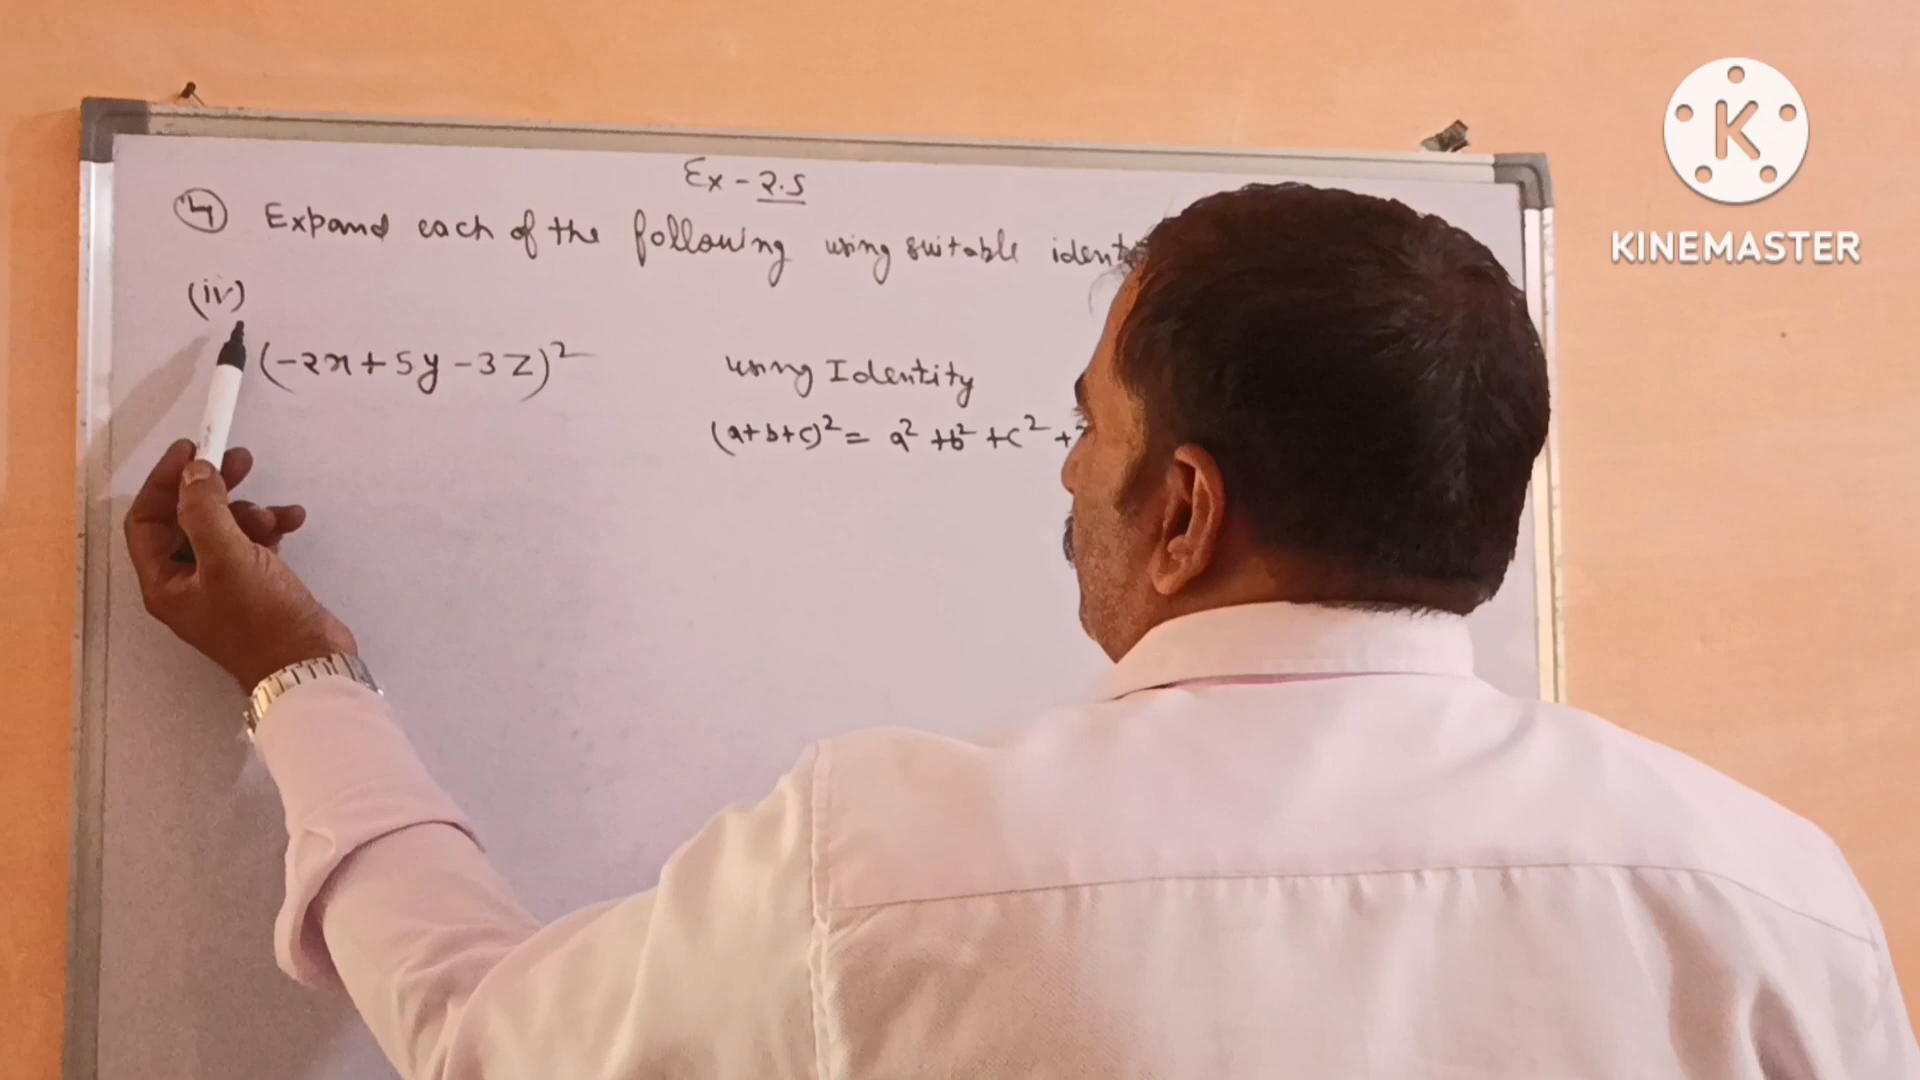 Ex - 2.5
4 Expand each of the following using suitable
(iv)
(-2x+5y-3z)²
using Identity
(a+b+c)² = a² + b² + c² +
K
KINEMASTER